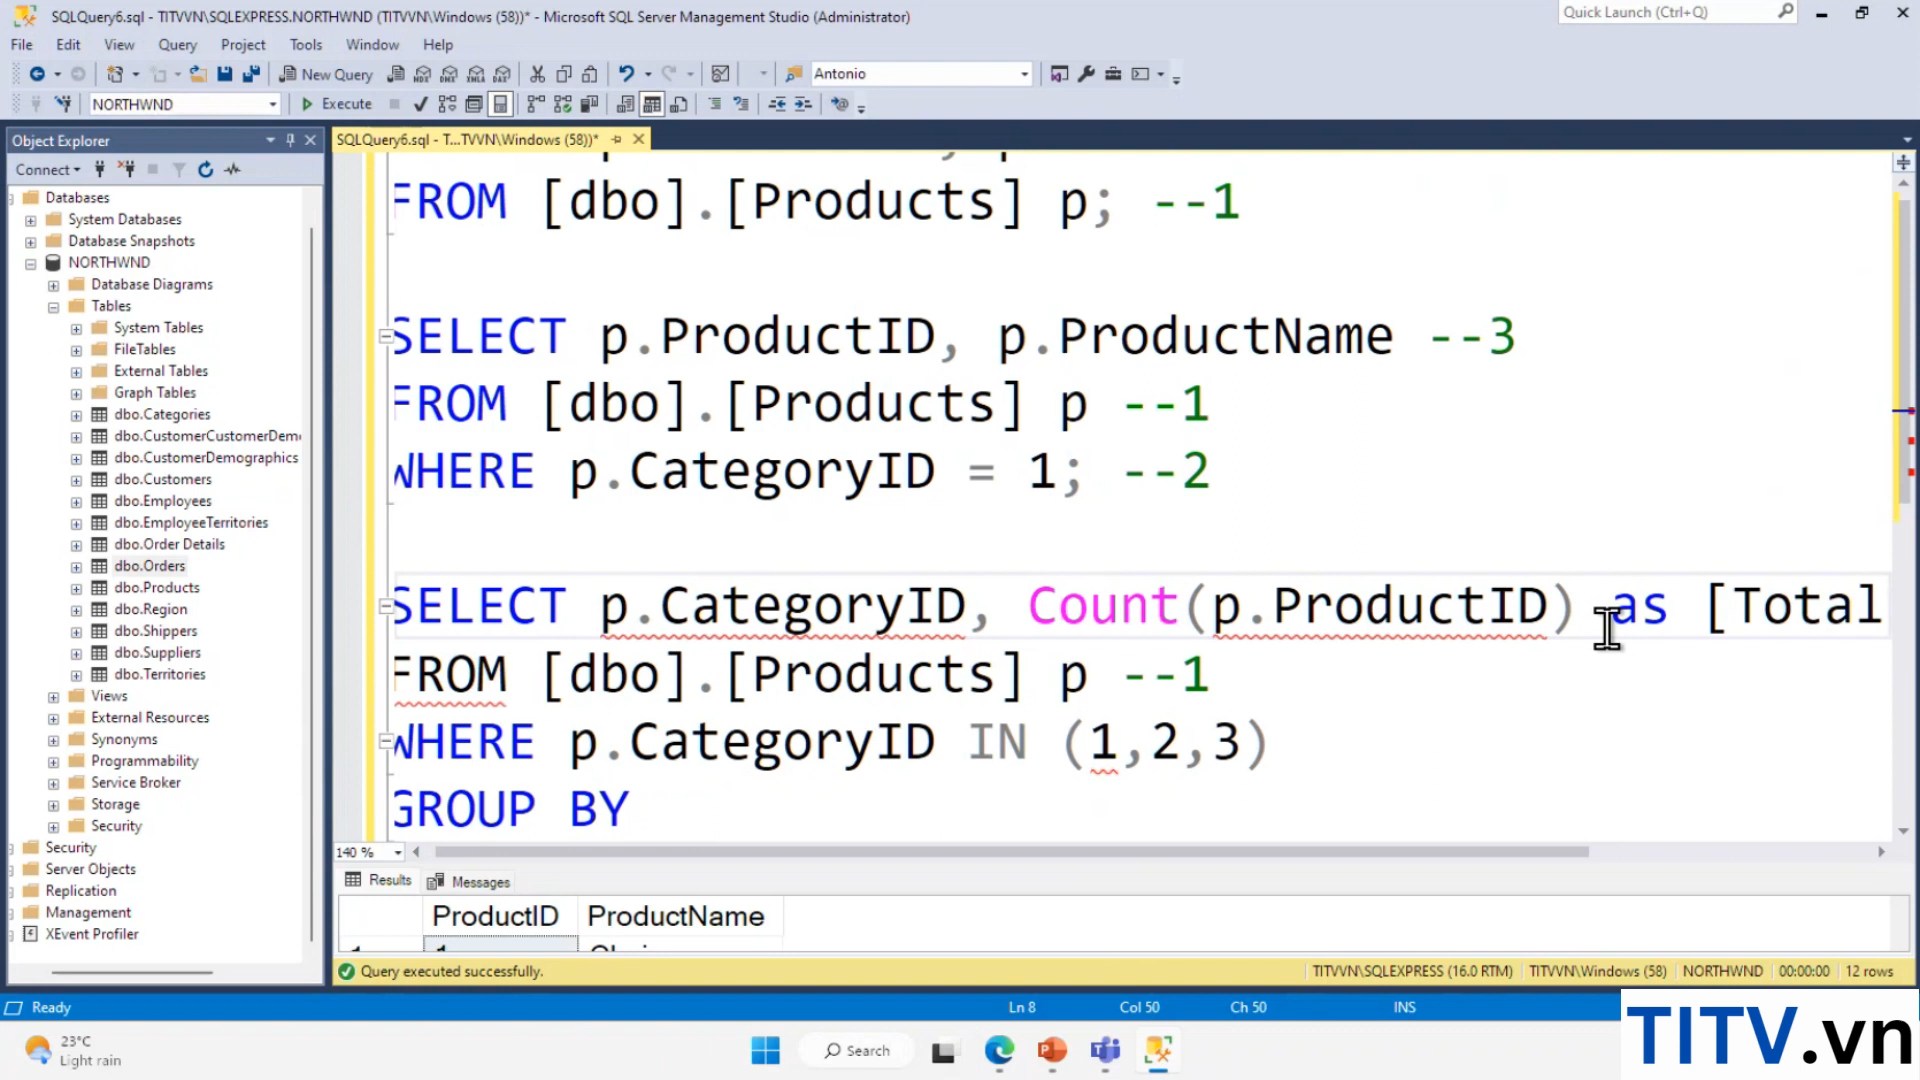 SQLQuery6.sql - TITVVN\SQLEXPRESS.NORTHWND (TITVVN\Windows (58))* - Microsoft SQL Server Management Studio (Administrator)
Quick Launch (Ctrl+Q)
File Edit View Query Project Tools Window Help
New Query
Antonio
NORTHWND
Execute
Object Explorer
SQLQuery6.sql - T...TVVN\Windows (58))*
Connect
Databases
System Databases
Database Snapshots
NORTHWND
Database Diagrams
Tables
System Tables
FileTables
External Tables
Graph Tables
dbo.Categories
dbo.CustomerCustomerDem
dbo.CustomerDemographics
dbo.Customers
dbo.Employees
dbo.EmployeeTerritories
dbo.Order Details
dbo.Orders
dbo.Products
dbo.Region
dbo.Shippers
dbo.Suppliers
dbo.Territories
Views
External Resources
Synonyms
Programmability
Service Broker
Storage
Security
Security
Server Objects
Replication
Management
XEvent Profiler
FROM [dbo].[Products] p; --1
SELECT p.ProductID, p.ProductName --3
FROM [dbo].[Products] p --1
WHERE p.CategoryID = 1; --2
SELECT p.CategoryID, Count(p.ProductID) as [Total
FROM [dbo].[Products] p --1
WHERE p.CategoryID IN (1,2,3)
GROUP BY
140 %
Results Messages
ProductID ProductName
Query executed successfully.
TITVVN\SQLEXPRESS (16.0 RTM) TITVVN\Windows (58) NORTHWND 00:00:00 12 rows
Ready
Ln 8 Col 50 Ch 50 INS
23°C
Light rain
Search
TITV.vn